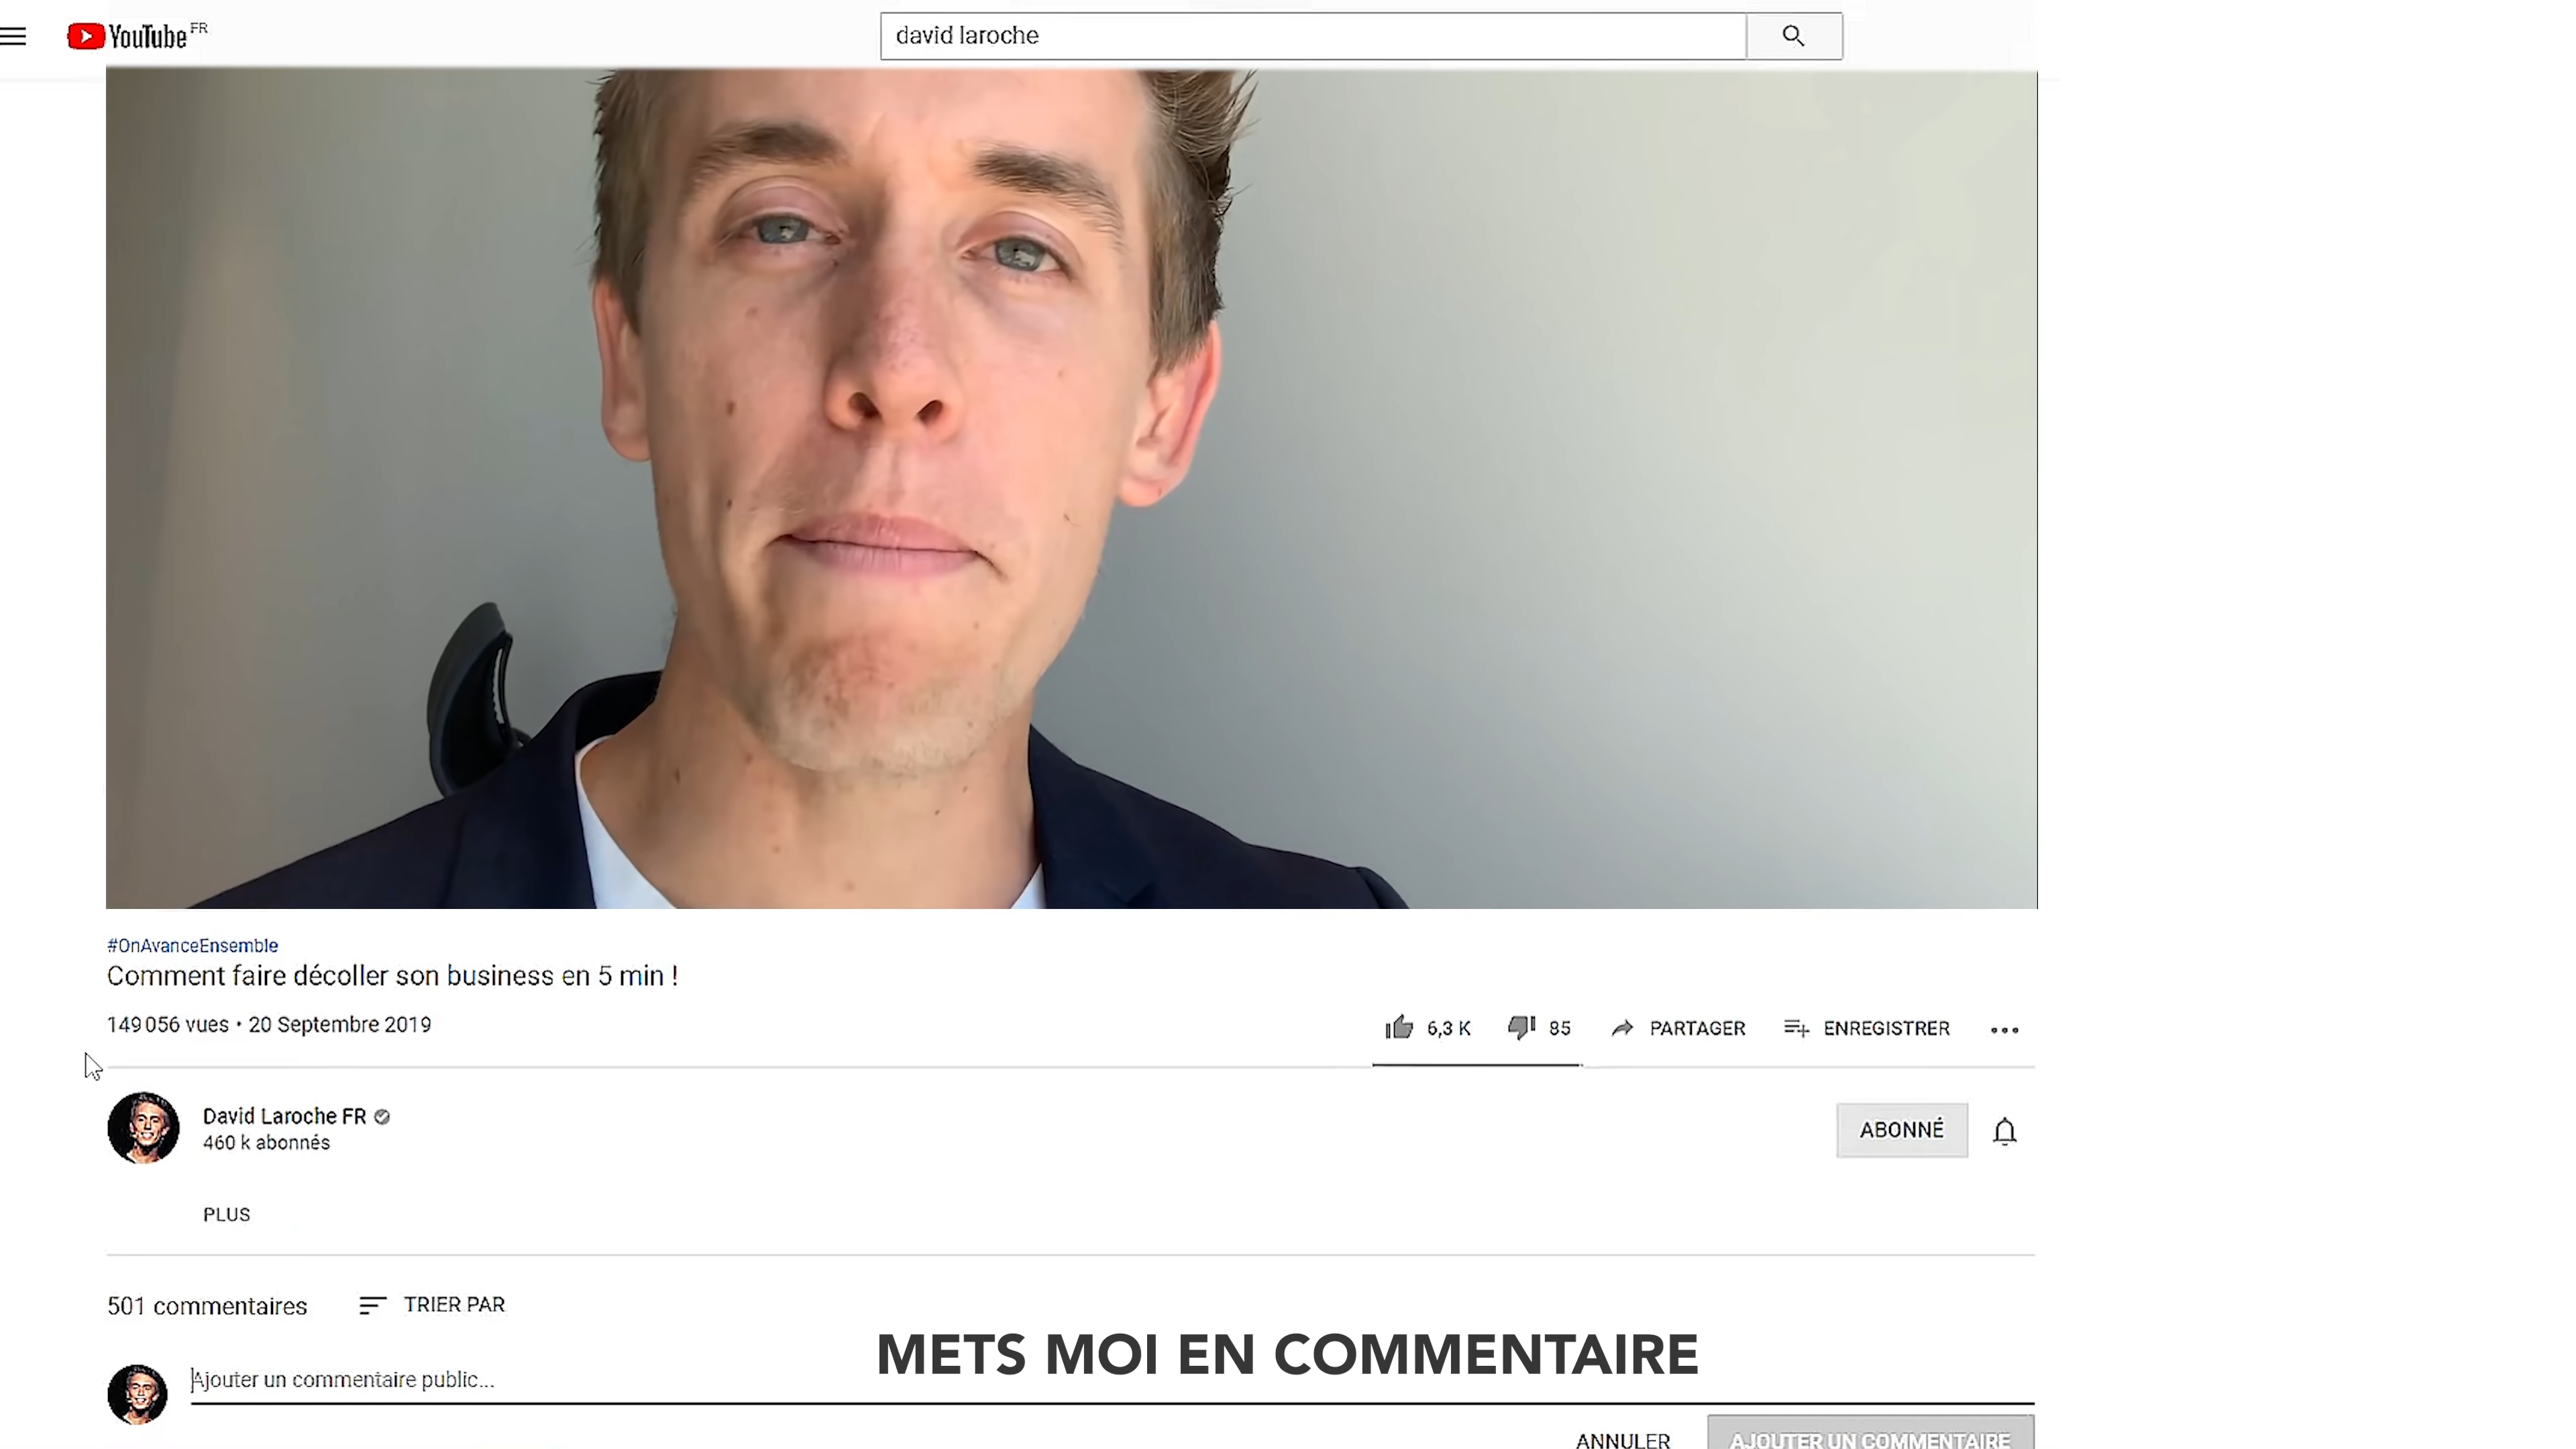 YouTube FR
david laroche
#OnAvanceEnsemble
Comment faire décoller son business en 5 min !
149 056 vues • 20 Septembre 2019
6,3 K
85
PARTAGER
ENREGISTRER
David Laroche FR
460 k abonnés
ABONNÉ
PLUS
501 commentaires
TRIER PAR
METS MOI EN COMMENTAIRE
Ajouter un commentaire public...
ANNULER
AJOUTER UN COMMENTAIRE